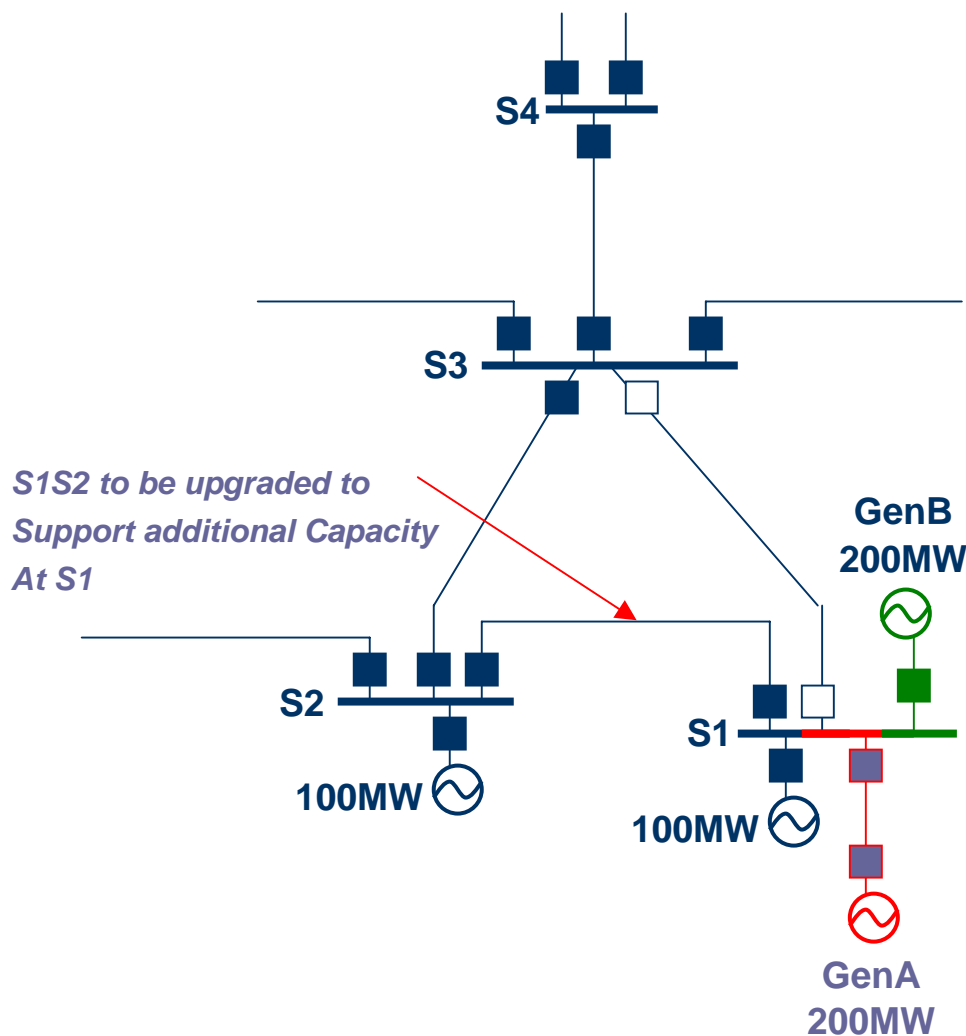 S4
S3
S1S2 to be upgraded to
Support additional Capacity
At S1
GenB
200MW
S2
S1
100MW
100MW
GenA
200MW